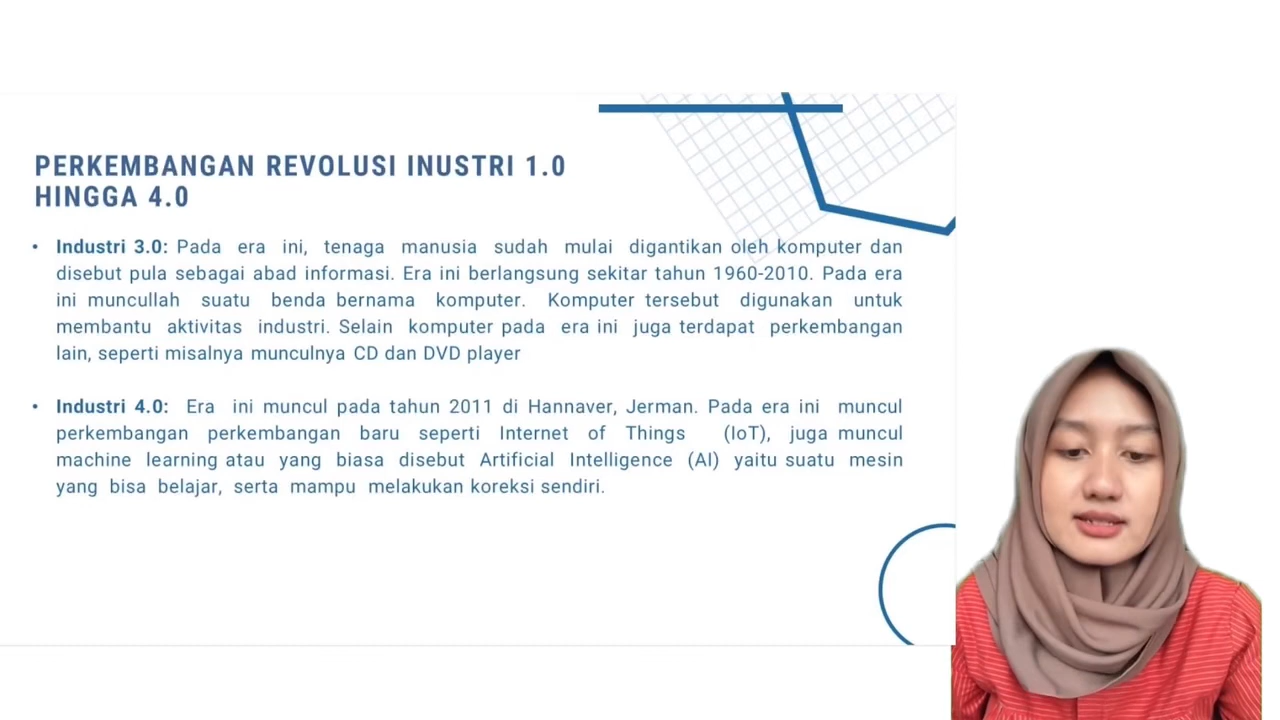 PERKEMBANGAN REVOLUSI INUSTRI 1.0
HINGGA 4.0
• Industri 3.0: Pada era ini, tenaga manusia sudah mulai digantikan oleh komputer dan
disebut pula sebagai abad informasi. Era ini berlangsung sekitar tahun 1960-2010. Pada era
ini muncullah suatu benda bernama komputer. Komputer tersebut digunakan untuk
membantu aktivitas industri. Selain komputer pada era ini juga terdapat perkembangan
lain, seperti misalnya munculnya CD dan DVD player
• Industri 4.0: Era ini muncul pada tahun 2011 di Hannaver, Jerman. Pada era ini muncul
perkembangan perkembangan baru seperti Internet of Things (IoT), juga muncul
machine learning atau yang biasa disebut Artificial Intelligence (AI) yaitu suatu mesin
yang bisa belajar, serta mampu melakukan koreksi sendiri.